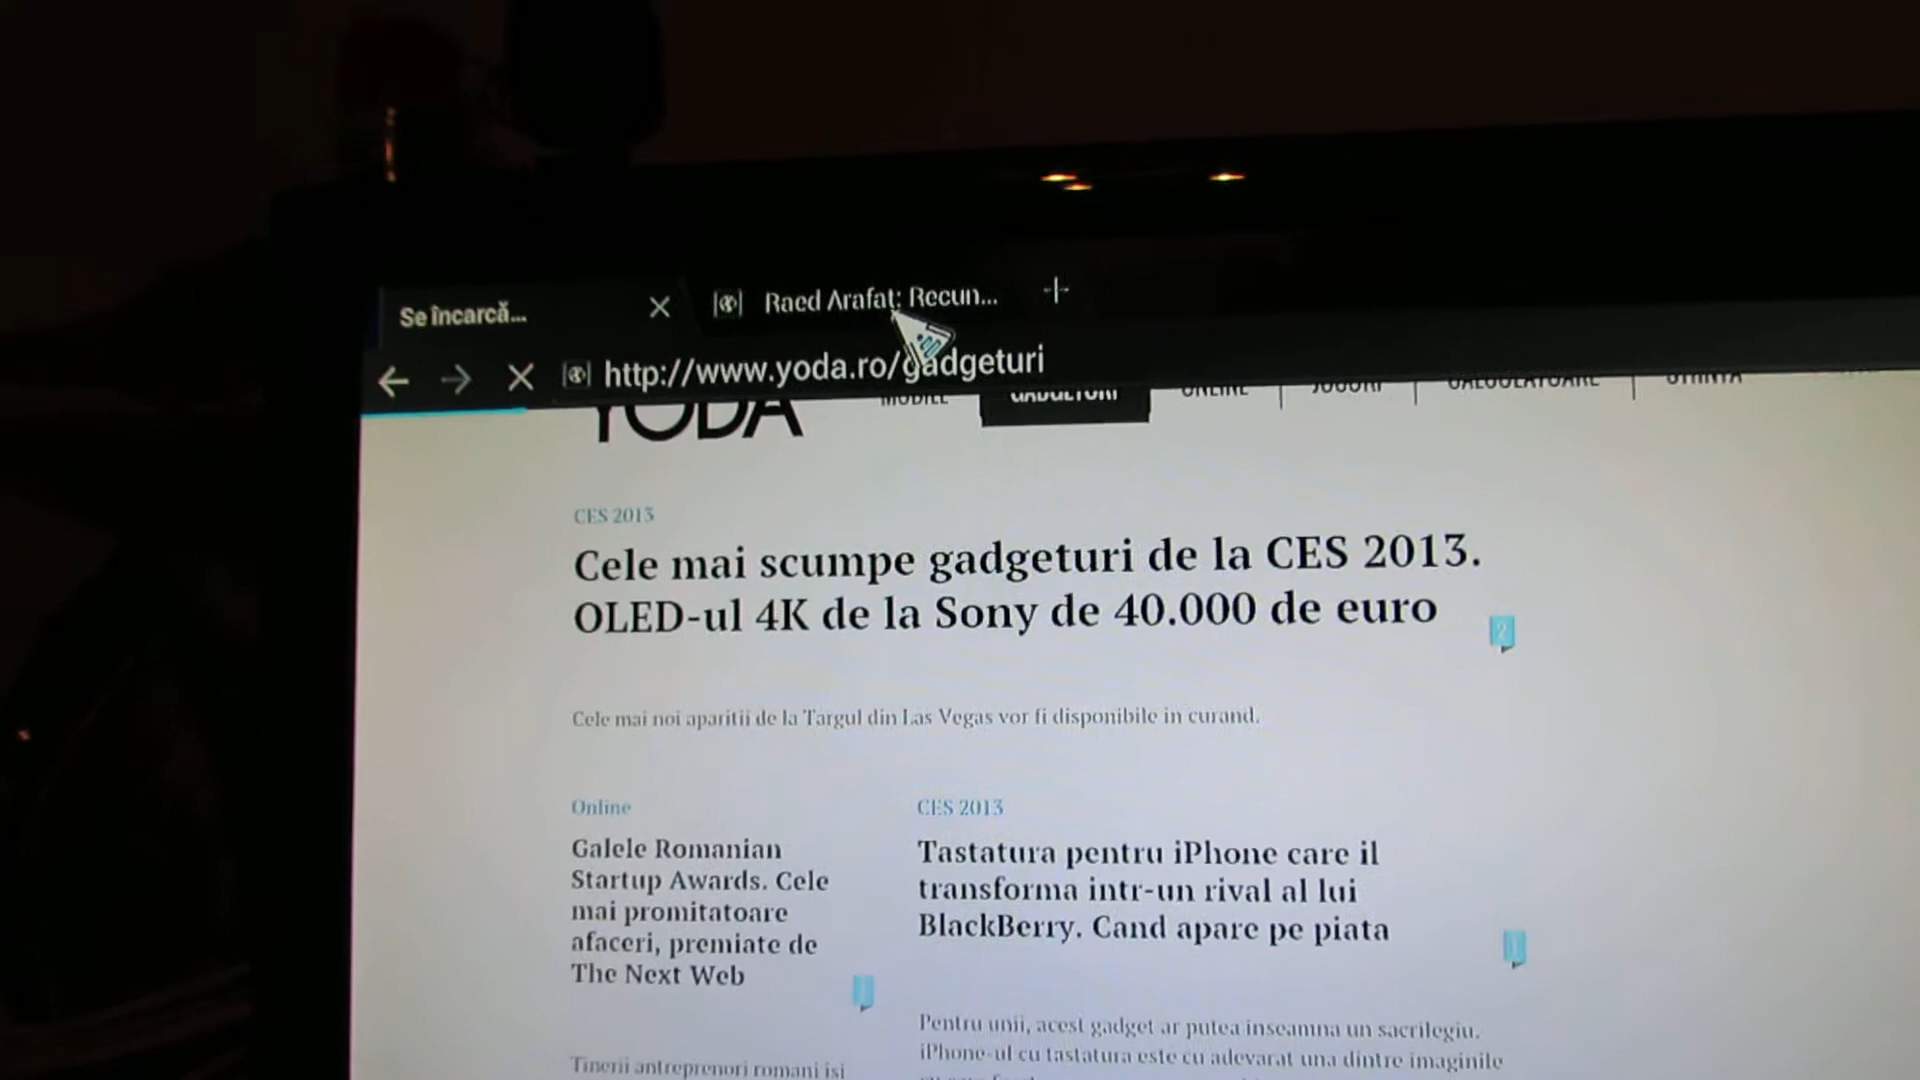 Se încarcă...
Raed Arafat: Recun...
http://www.yoda.ro/gadgeturi
YODA
MOBILE
GADGETURI
ONLINE
JOCURI
CALCULATOARE
STIINTA
CES 2013
Cele mai scumpe gadgeturi de la CES 2013.
OLED-ul 4K de la Sony de 40.000 de euro
2
Cele mai noi aparitii de la Targul din Las Vegas vor fi disponibile in curand.
Online
Galele Romanian
Startup Awards. Cele
mai promitatoare
afaceri, premiate de
The Next Web
CES 2013
Tastatura pentru iPhone care il
transforma intr-un rival al lui
BlackBerry. Cand apare pe piata
1
Pentru unii, acest gadget ar putea inseamna un sacrilegiu.
iPhone-ul cu tastatura este cu adevarat una dintre imaginile
Tinerii antreprenori romani isi